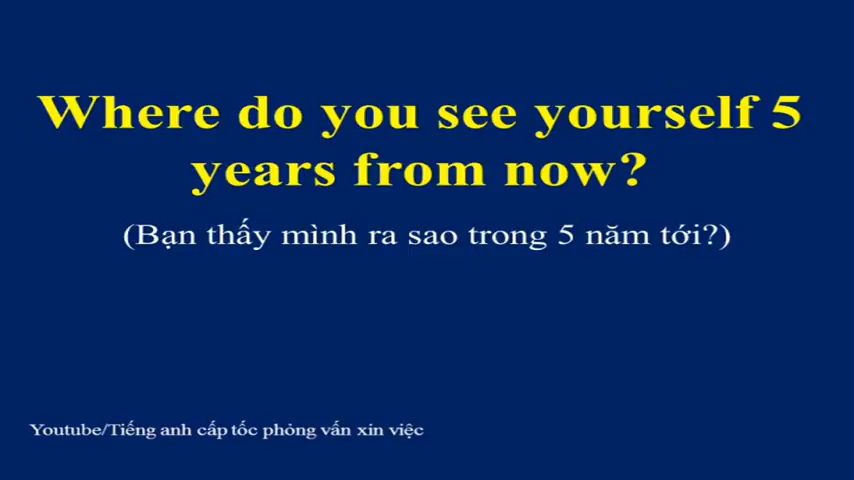 Where do you see yourself 5
years from now?
(Bạn thấy mình ra sao trong 5 năm tới?)
Youtube/Tiếng anh cấp tốc phỏng vấn xin việc